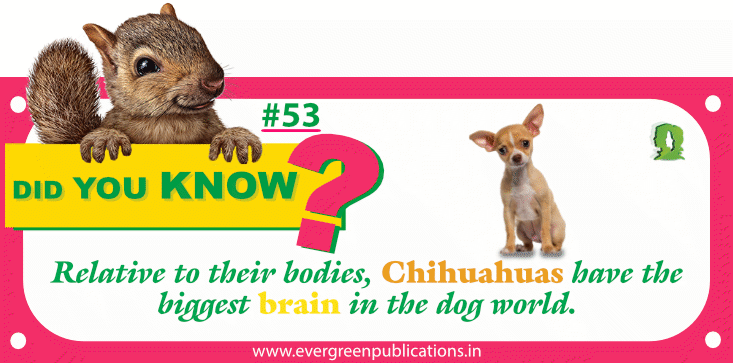 #53
DID YOU KNOW ?
Relative to their bodies, Chihuahuas have the
biggest brain in the dog world.
www.evergreenpublications.in